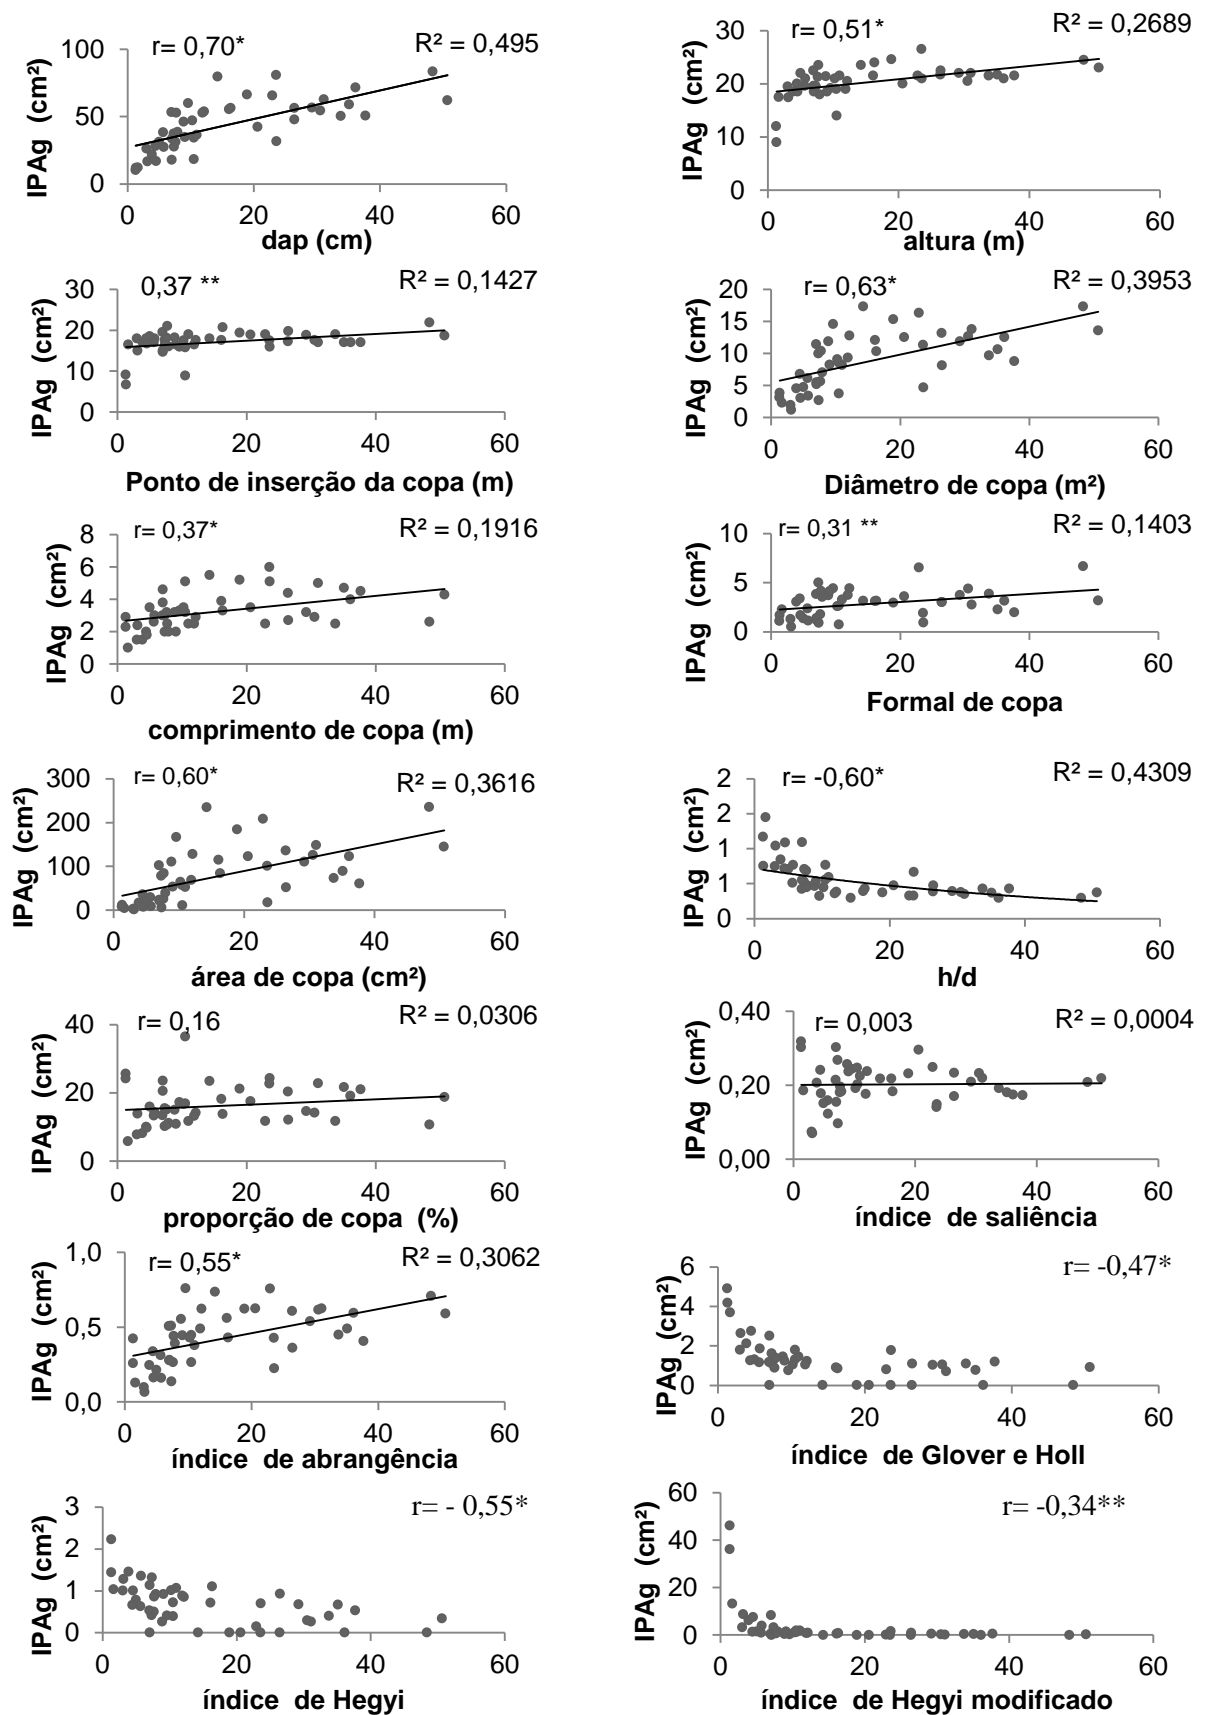 r= 0,70*
R² = 0,495
IPAg (cm²)
100
50
0
0 20 40 60
dap (cm)
r= 0,51*
R² = 0,2689
IPAg (cm²)
30
20
10
0
0 20 40 60
altura (m)
0,37 **
R² = 0,1427
IPAg (cm²)
30
20
10
0
0 20 40 60
Ponto de inserção da copa (m)
r= 0,63*
R² = 0,3953
IPAg (cm²)
20
15
10
5
0
0 20 40 60
Diâmetro de copa (m²)
r= 0,37*
R² = 0,1916
IPAg (cm²)
8
6
4
2
0
0 20 40 60
comprimento de copa (m)
r= 0,31 **
R² = 0,1403
IPAg (cm²)
10
5
0
0 20 40 60
Formal de copa
r= 0,60*
R² = 0,3616
IPAg (cm²)
300
200
100
0
0 20 40 60
área de copa (cm²)
r= -0,60*
R² = 0,4309
IPAg (cm²)
2
2
1
1
0
0 20 40 60
h/d
r= 0,16
R² = 0,0306
IPAg (cm²)
40
20
0
0 20 40 60
proporção de copa (%)
r= 0,003
R² = 0,0004
IPAg (cm²)
0,40
0,20
0,00
0 20 40 60
índice de saliência
r= 0,55*
R² = 0,3062
IPAg (cm²)
1,0
0,5
0,0
0 20 40 60
índice de abrangência
r= -0,47*
IPAg (cm²)
6
4
2
0
0 20 40 60
índice de Glover e Holl
r= - 0,55*
IPAg (cm²)
3
2
1
0
0 20 40 60
índice de Hegyi
r= -0,34**
IPAg (cm²)
60
40
20
0
0 20 40 60
índice de Hegyi modificado